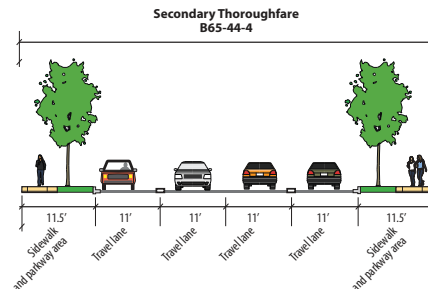 Secondary Thoroughfare
B65-44-4
11.5’ 11’ 11’ 11’ 11’ 11.5’
Sidewalk
and parkway area
Travel lane
Travel lane
Travel lane
Travel lane
Sidewalk
and parkway area